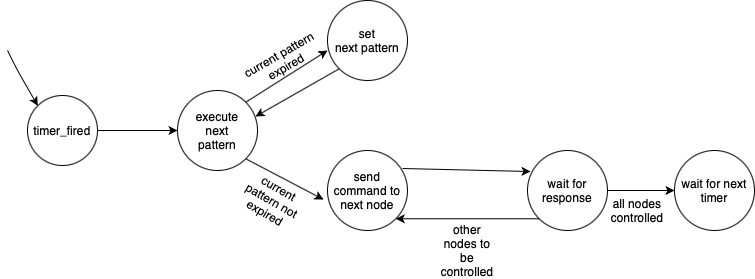 set
next pattern
current pattern
expired
timer_fired
execute
next
pattern
current
pattern not
expired
send
command to
next node
wait for
response
all nodes
controlled
wait for next
timer
other
nodes to
be
controlled